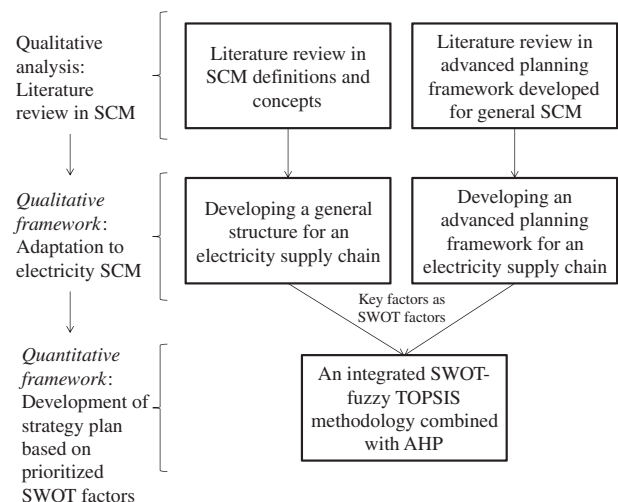 Qualitative
analysis:
Literature
review in SCM
Literature review in
SCM definitions and
concepts
Literature review in
advanced planning
framework developed
for general SCM
Qualitative
framework:
Adaptation to
electricity SCM
Developing a general
structure for an
electricity supply chain
Developing an
advanced planning
framework for an
electricity supply chain
Key factors as
SWOT factors
Quantitative
framework:
Development of
strategy plan
based on
prioritized
SWOT factors
An integrated SWOT-
fuzzy TOPSIS
methodology combined
with AHP